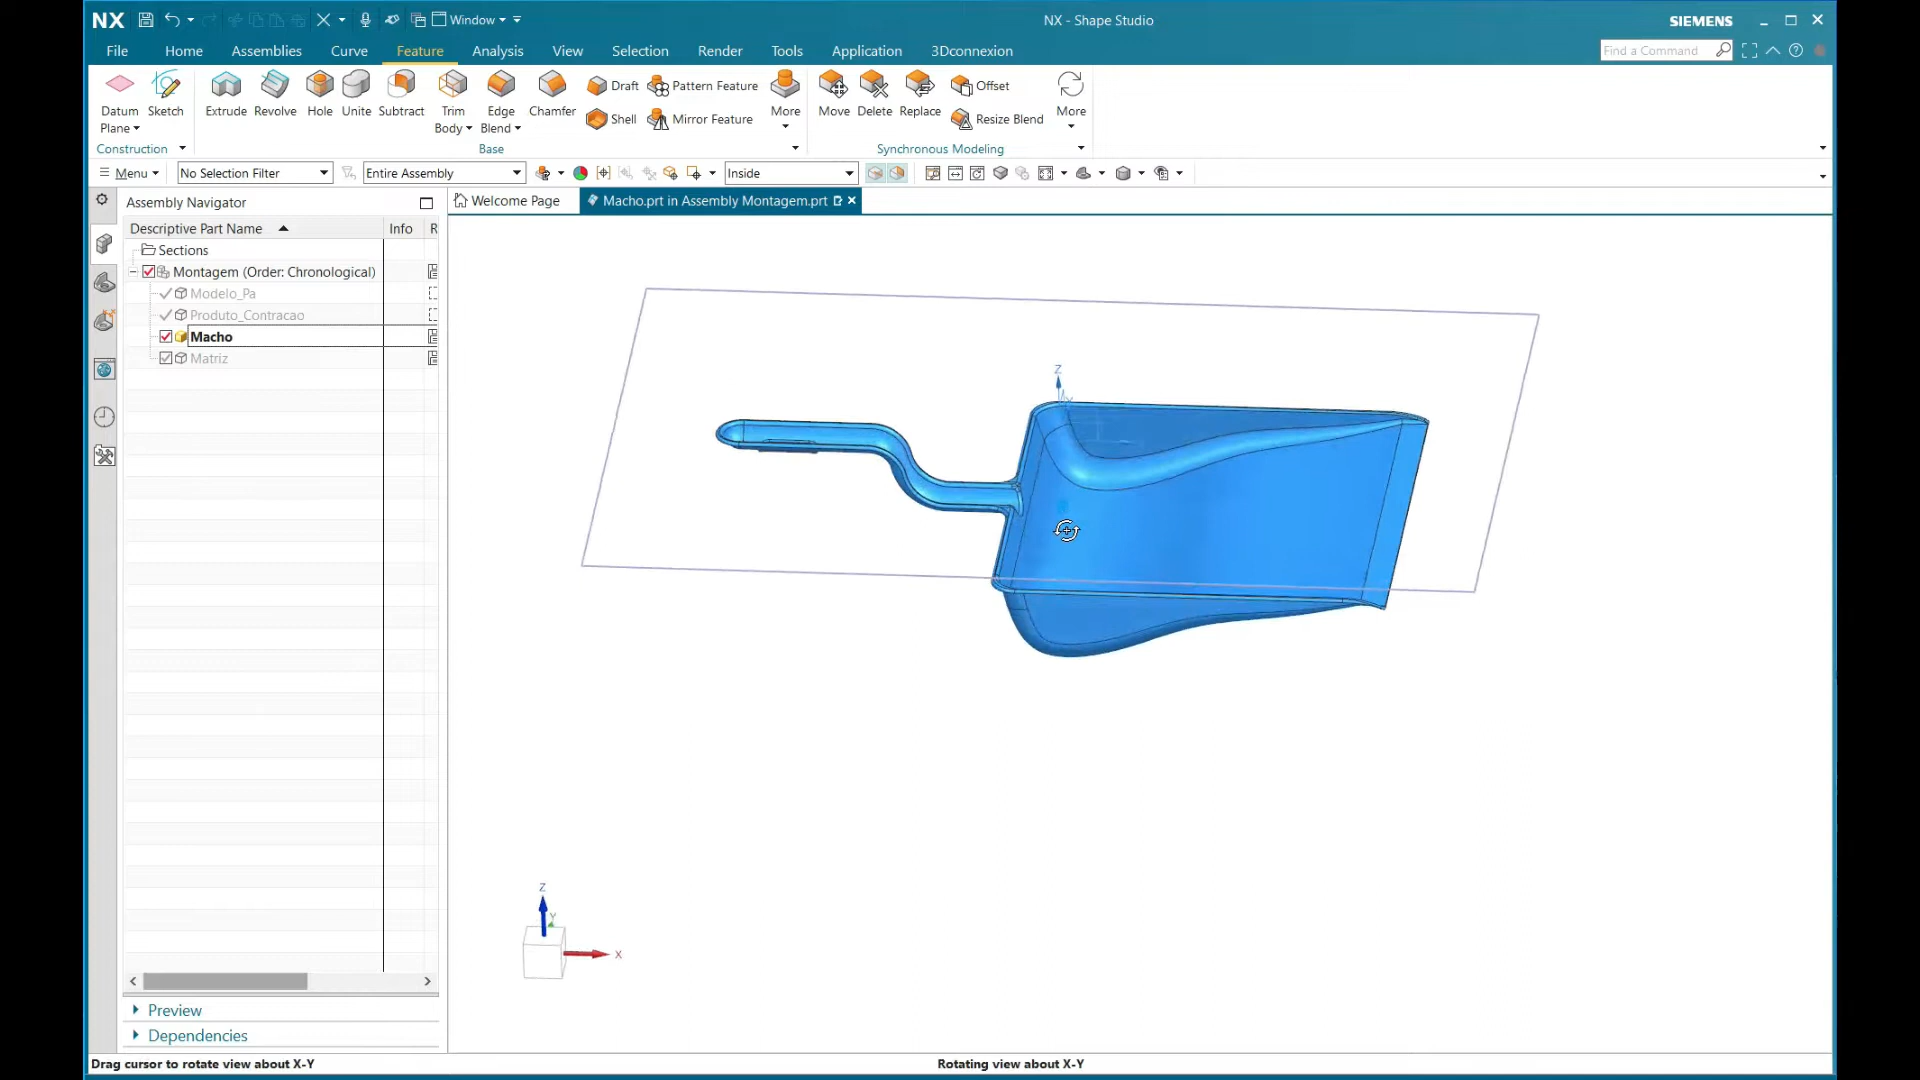 NX Window NX - Shape Studio SIEMENS
File Home Assemblies Curve Feature Analysis View Selection Render Tools Application 3Dconnexion Find a Command
Datum Plane Sketch Extrude Revolve Hole Unite Subtract Trim Body Edge Blend Chamfer Draft Shell Pattern Feature Mirror Feature More Move Delete Replace Offset Resize Blend More
Construction Base Synchronous Modeling
Menu No Selection Filter Entire Assembly Inside
Assembly Navigator Welcome Page Macho.prt in Assembly Montagem.prt
Descriptive Part Name Info R
Sections
Montagem (Order: Chronological)
Modelo_Pa
Produto_Contracao
Macho
Matriz
Z
Z
Y
X
Preview
Dependencies
Drag cursor to rotate view about X-Y Rotating view about X-Y